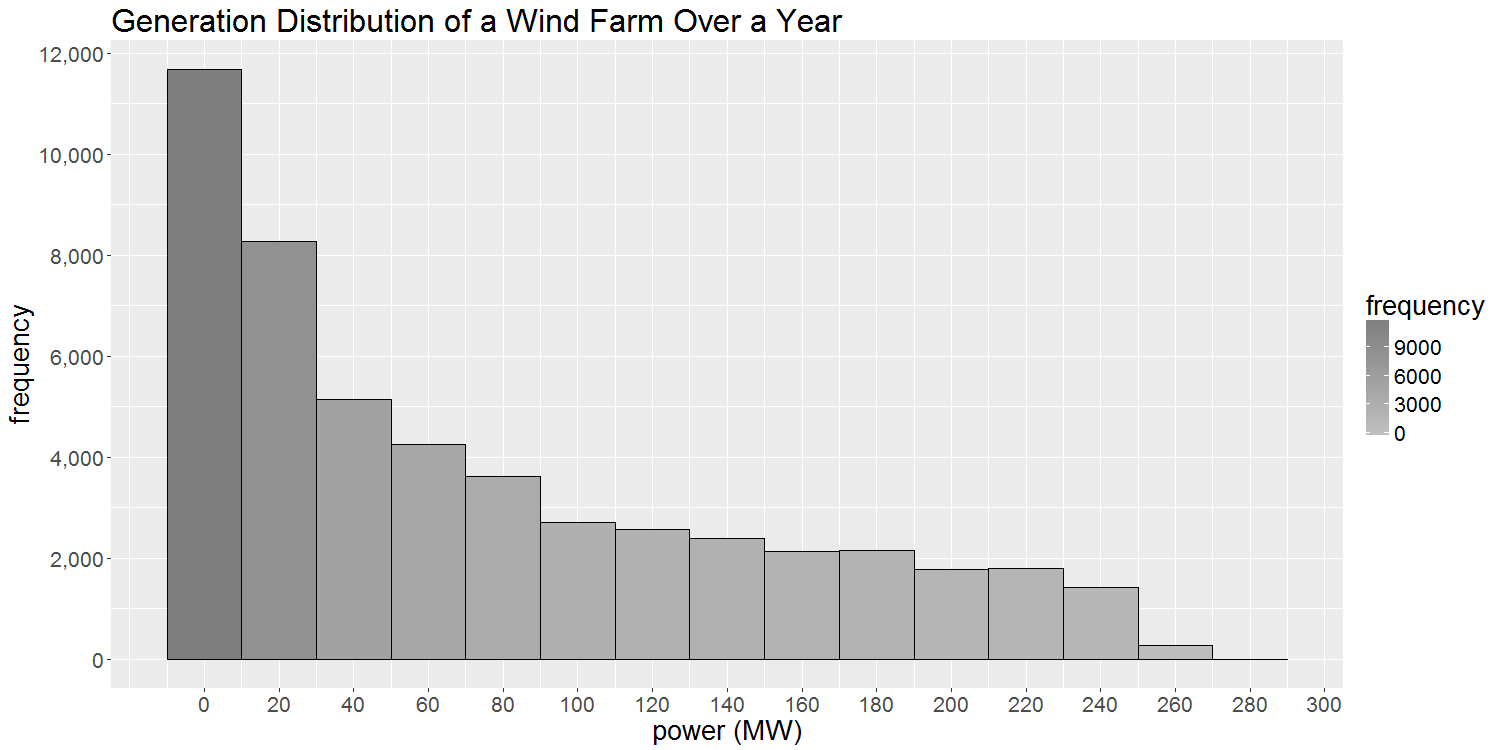 Generation Distribution of a Wind Farm Over a Year
12,000
10,000
8,000
6,000
4,000
2,000
0
frequency
0 20 40 60 80 100 120 140 160 180 200 220 240 260 280 300
power (MW)
frequency
9000
6000
3000
0